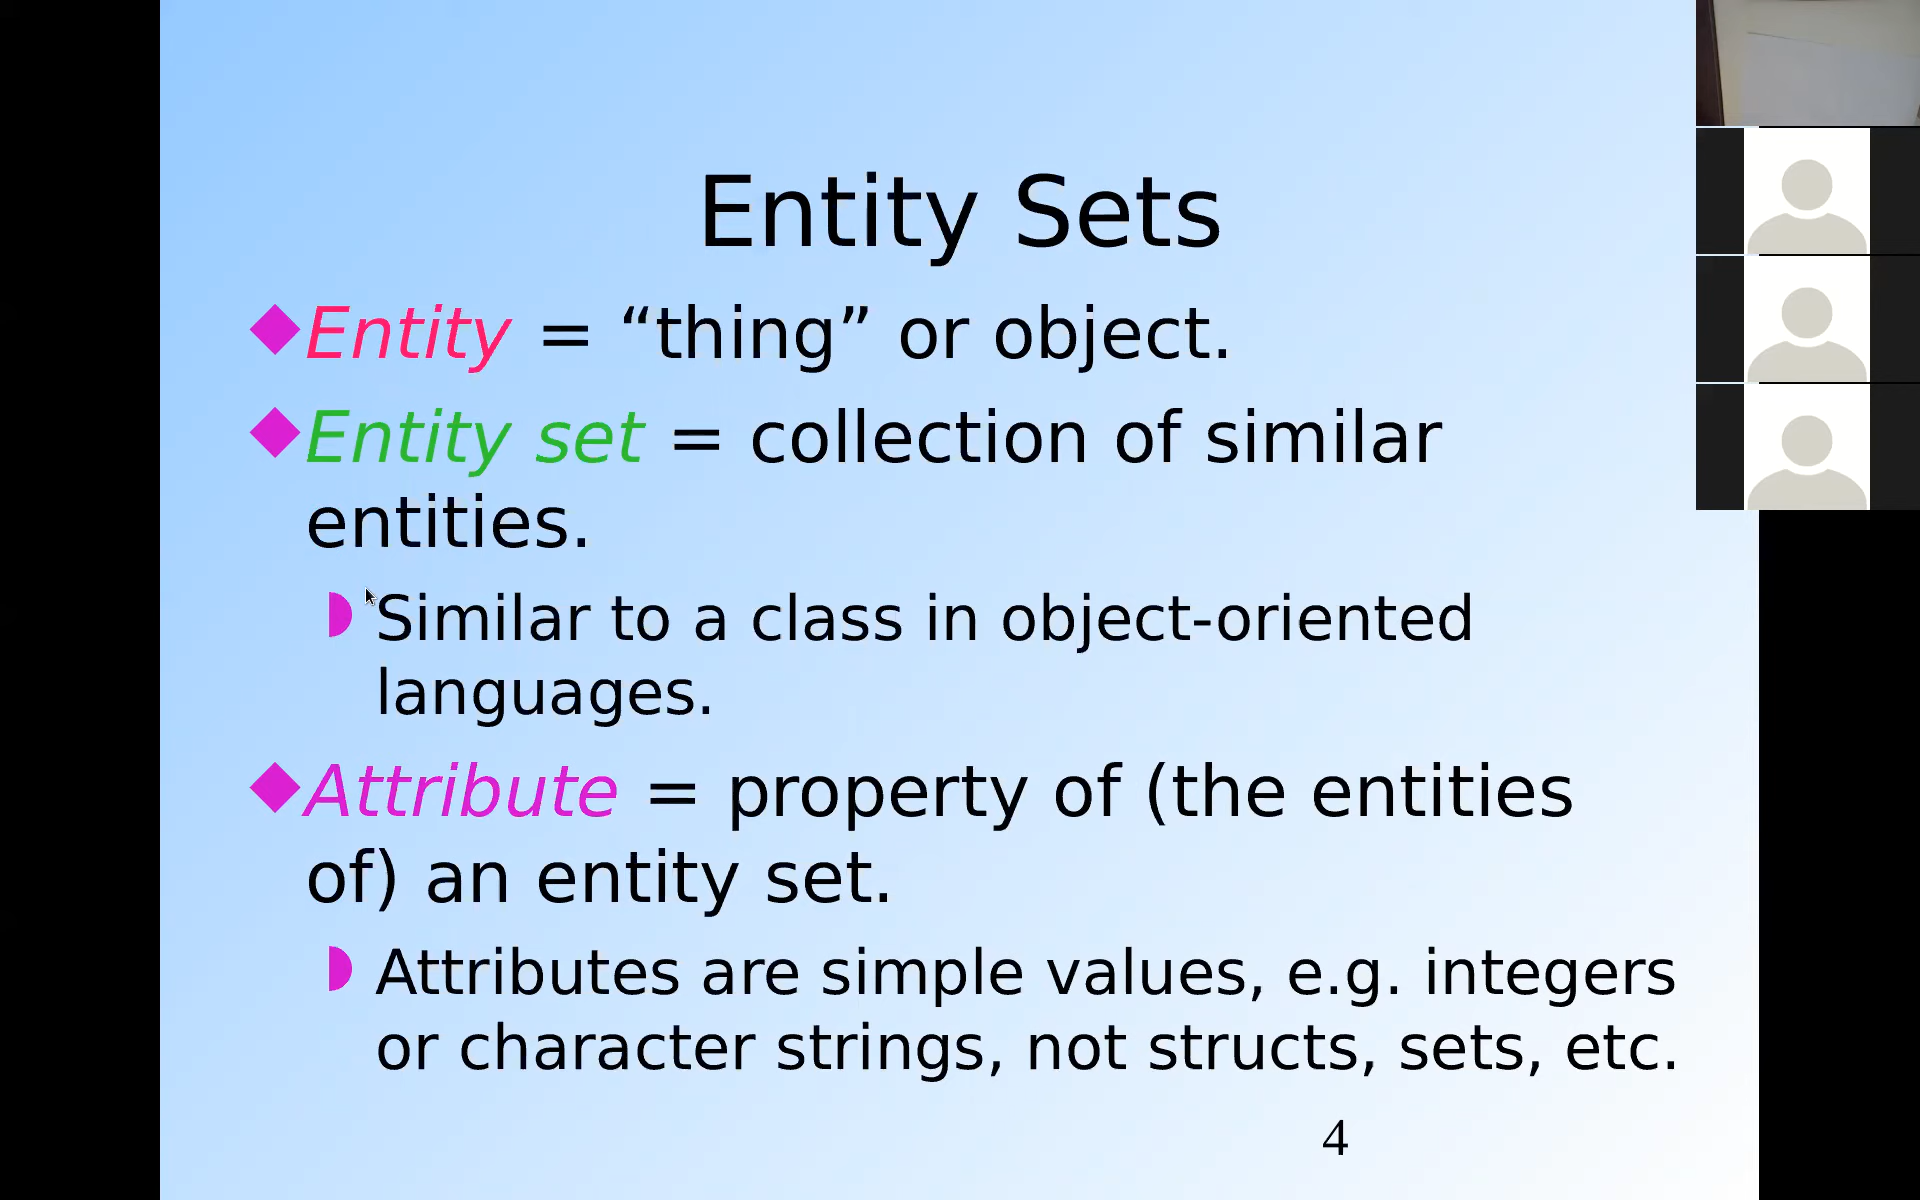 Entity Sets
Entity = “thing” or object.
Entity set = collection of similar
entities.
Similar to a class in object-oriented
languages.
Attribute = property of (the entities
of) an entity set.
Attributes are simple values, e.g. integers
or character strings, not structs, sets, etc.
4